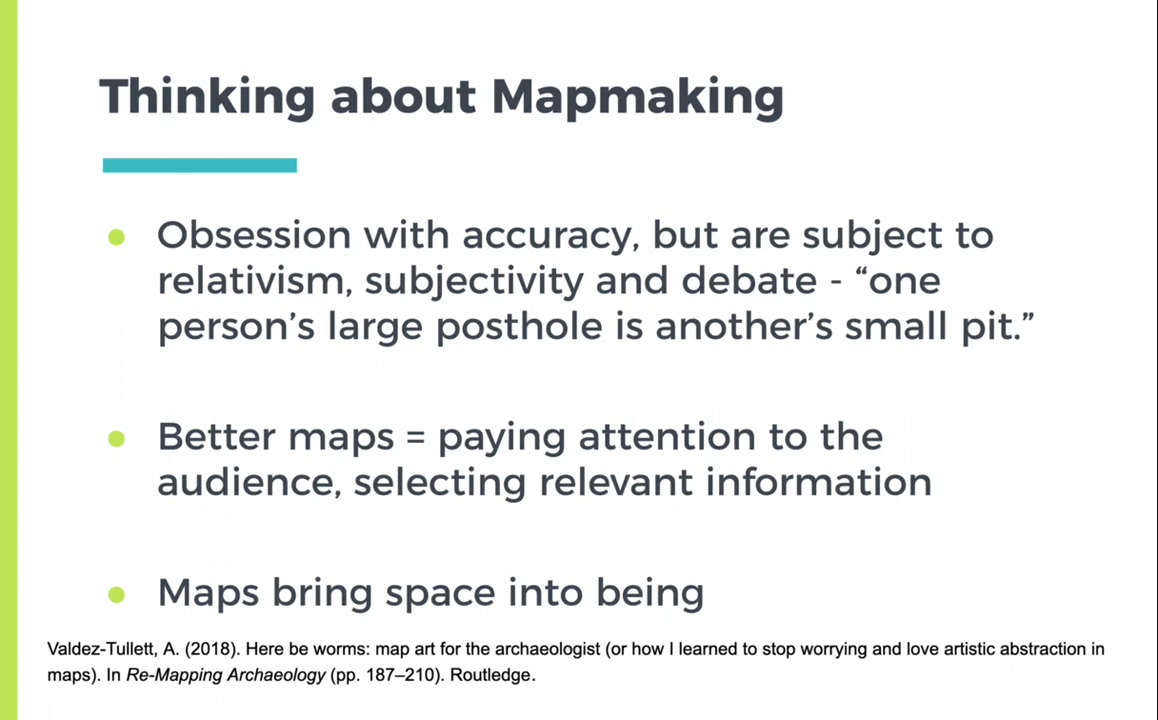 Thinking about Mapmaking
● Obsession with accuracy, but are subject to
relativism, subjectivity and debate - “one
person’s large posthole is another’s small pit.”
● Better maps = paying attention to the
audience, selecting relevant information
● Maps bring space into being
Valdez-Tullett, A. (2018). Here be worms: map art for the archaeologist (or how I learned to stop worrying and love artistic abstraction in
maps). In Re-Mapping Archaeology (pp. 187–210). Routledge.